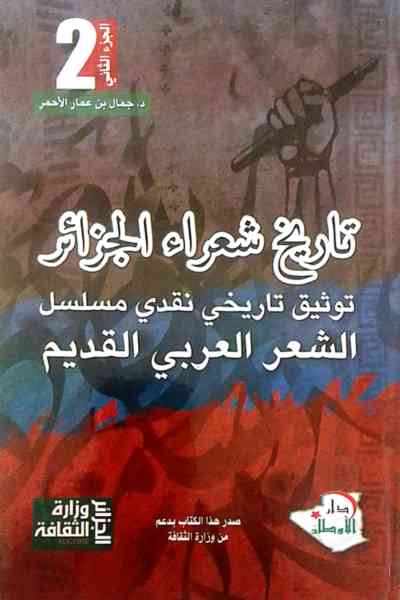 2
الجزء الثاني
د. جمال بن عمار الأحمر
تاريخ شعراء الجزائر
توثيق تاريخي نقدي مسلسل
الشعر العربي القديم
دار
الأوطان
صدر هذا الكتاب بدعم
من وزارة الثقافة
وزارة
الثقافة
الجزائر